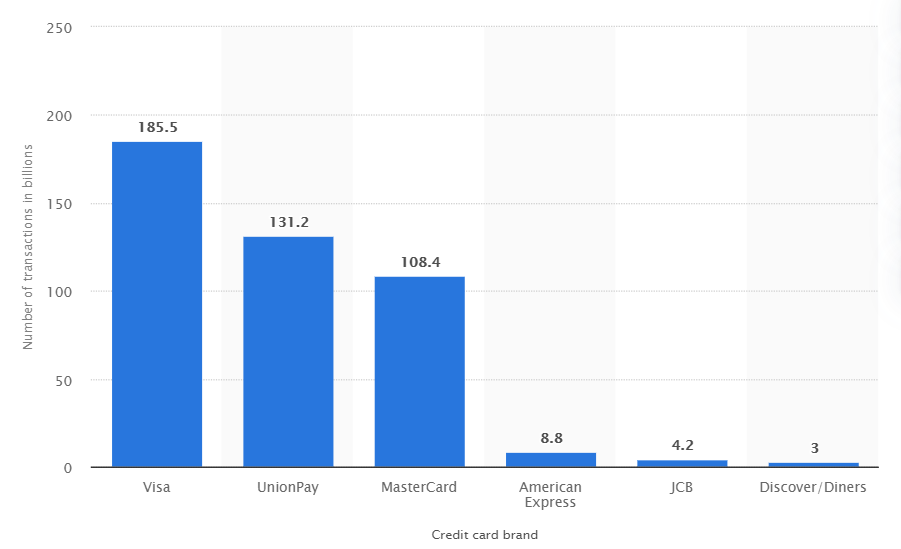 Number of transactions in billions
250
200
150
100
50
0
185.5
131.2
108.4
8.8
4.2
3
Visa
UnionPay
MasterCard
American
Express
JCB
Discover/Diners
Credit card brand